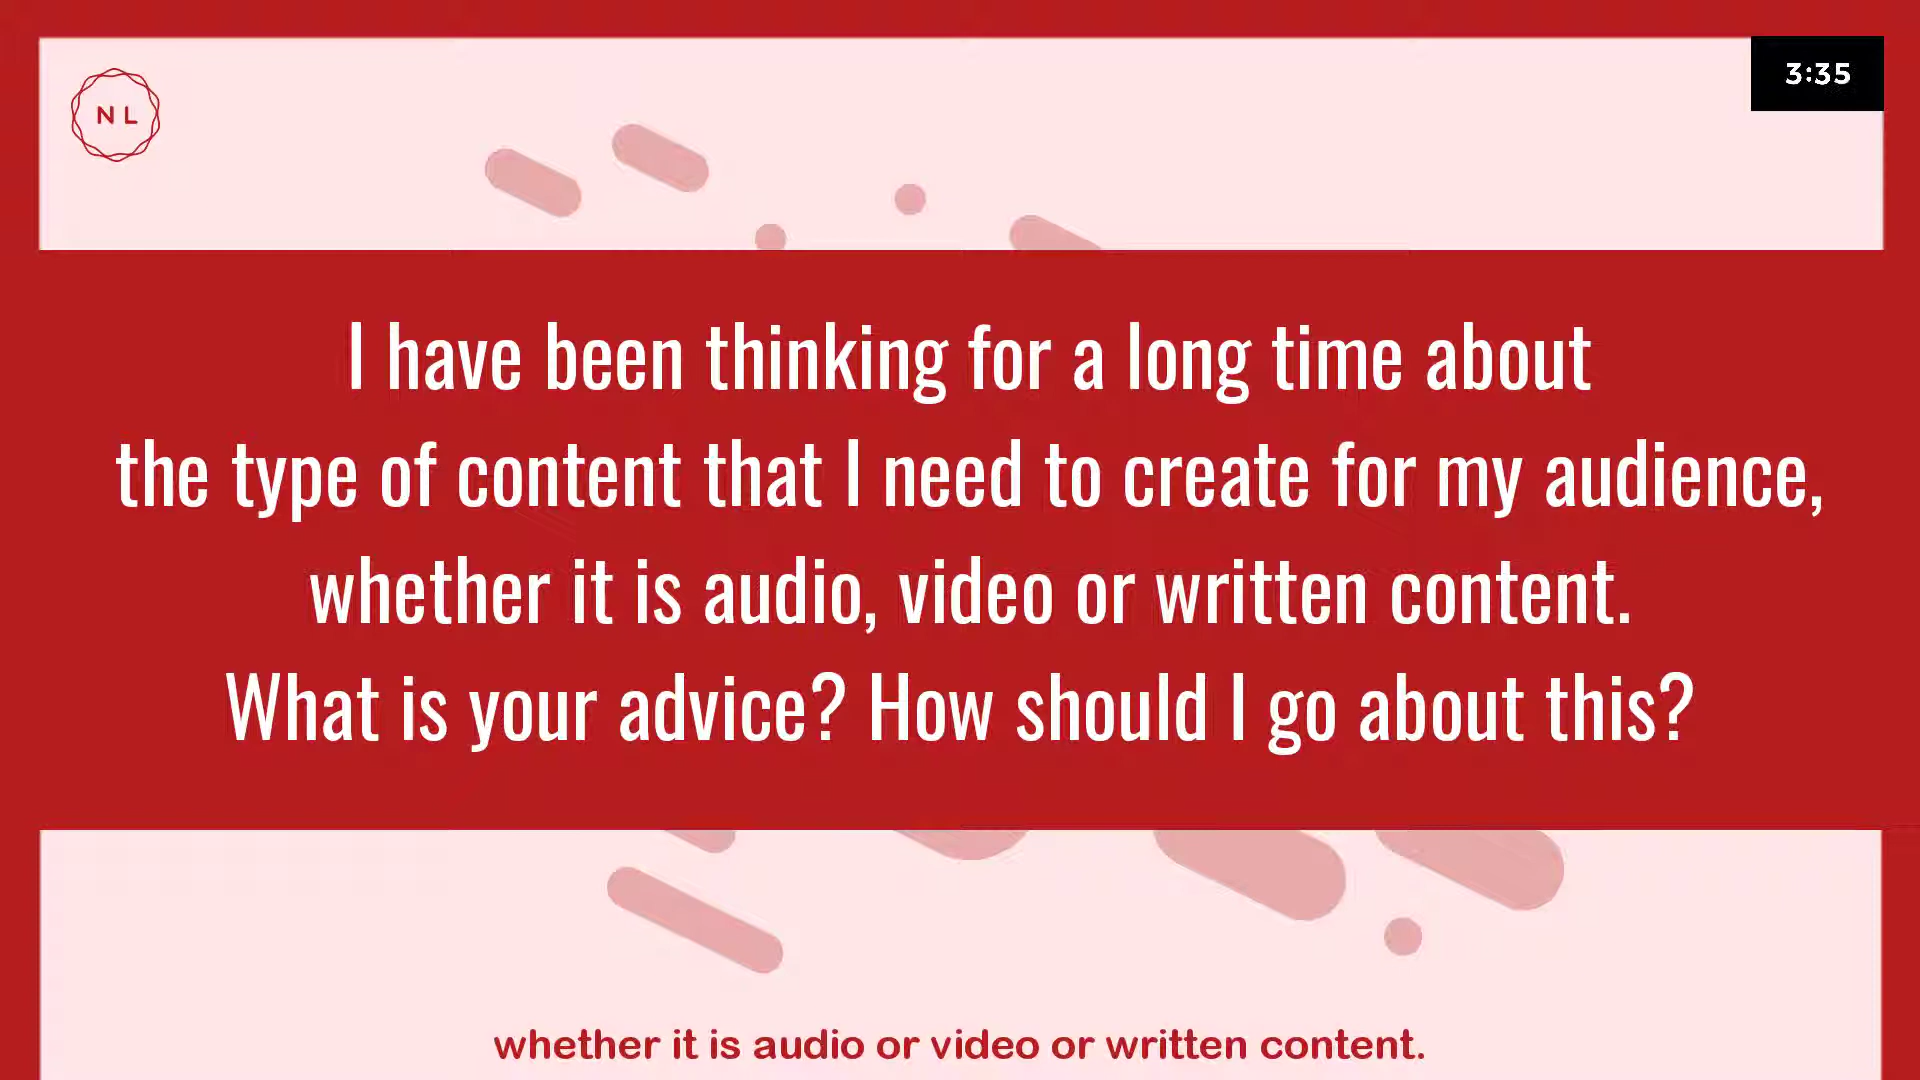 N L
3:35
I have been thinking for a long time about
the type of content that I need to create for my audience,
whether it is audio, video or written content.
What is your advice? How should I go about this?
whether it is audio or video or written content.